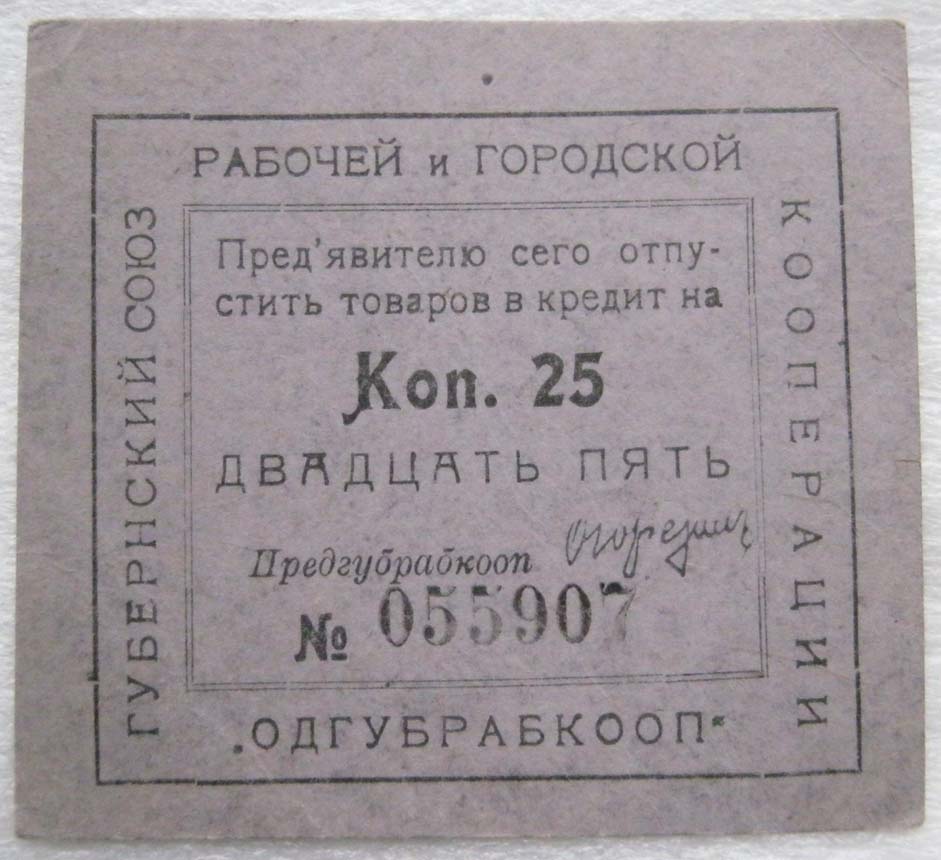 ГУБЕРНСКИЙ СОЮЗ
РАБОЧЕЙ и ГОРОДСКОЙ
КООПЕРАЦИИ
Пред’явителю сего отпу-
стить товаров в кредит на
Коп. 25
ДВАДЦАТЬ ПЯТЬ
Предгубрабкооп
№ 055907
„ОДГУБРАБКООП“